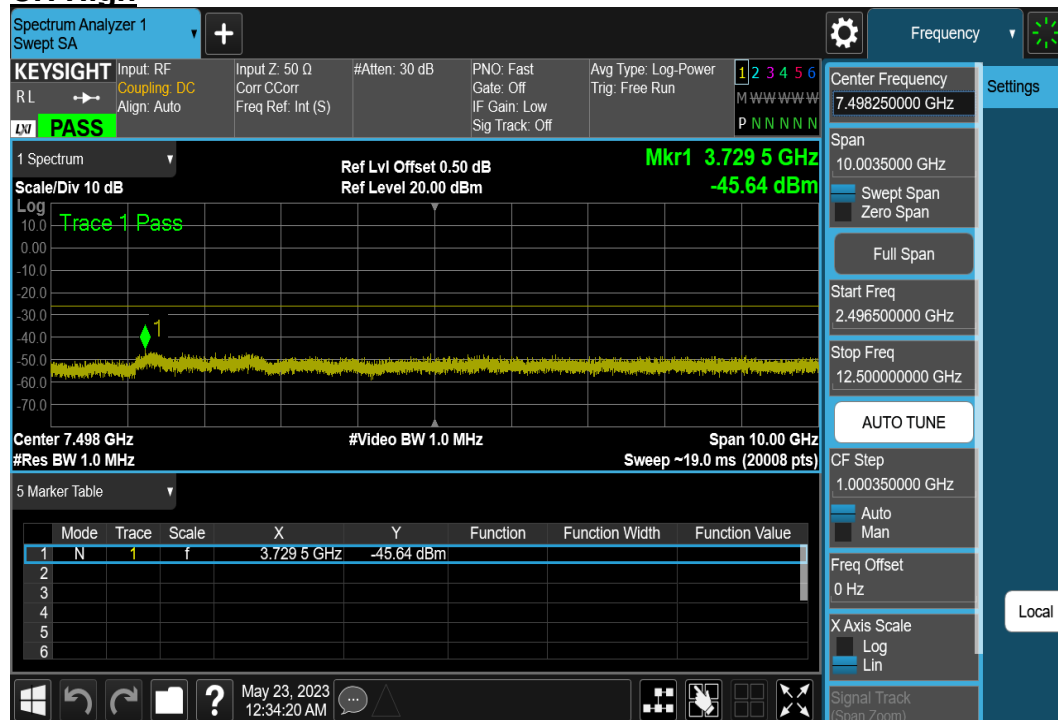 Spectrum Analyzer 1
Swept SA
Frequency
KEYSIGHT
RL
LXI PASS
Input: RF
Coupling: DC
Align: Auto
Input Z: 50 Ω
Corr CCorr
Freq Ref: Int (S)
#Atten: 30 dB
PNO: Fast
Gate: Off
IF Gain: Low
Sig Track: Off
Avg Type: Log-Power
Trig: Free Run
1 2 3 4 5 6
M W W W W W
P N N N N N
1 Spectrum
Scale/Div 10 dB
Ref Lvl Offset 0.50 dB
Ref Level 20.00 dBm
Mkr1 3.729 5 GHz
-45.64 dBm
Log
Trace 1 Pass
10.0
0.00
-10.0
-20.0
-30.0
1
-40.0
-50.0
-60.0
-70.0
Center 7.498 GHz
#Video BW 1.0 MHz
Span 10.00 GHz
#Res BW 1.0 MHz
Sweep ~19.0 ms (20008 pts)
5 Marker Table
Mode Trace Scale X Y Function Function Width Function Value
1 N 1 f 3.729 5 GHz -45.64 dBm
2
3
4
5
6
May 23, 2023
12:34:20 AM
Center Frequency
7.498250000 GHz
Span
10.0035000 GHz
Swept Span
Zero Span
Full Span
Start Freq
2.496500000 GHz
Stop Freq
12.500000000 GHz
AUTO TUNE
CF Step
1.000350000 GHz
Auto
Man
Freq Offset
0 Hz
X Axis Scale
Log
Lin
Signal Track
(Span Zoom)
Settings
Local